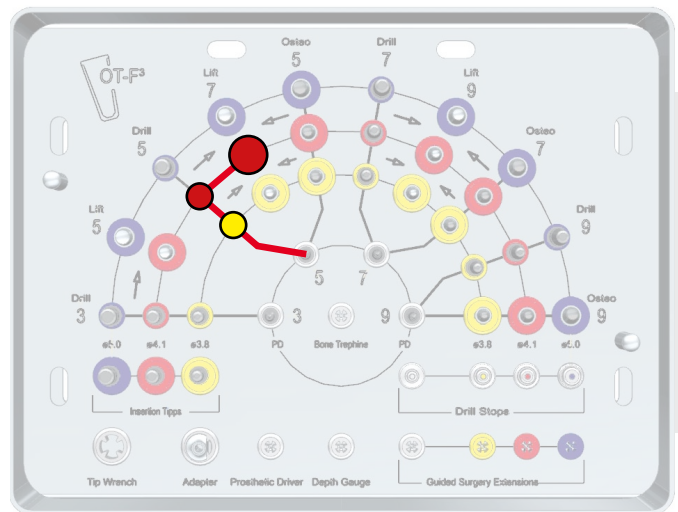 OT-F³
Osteo
5
Drill
7
Lift
7
Lift
9
Drill
5
Osteo
7
Lift
5
Drill
9
5
7
Drill
3
3
9
Osteo
9
ø5.0
ø4.1
ø3.8
PD
Bone Trephine
PD
ø3.8
ø4.1
ø5.0
Insertion Tipps
Drill Stops
Tip Wrench
Adapter
Prosthetic Driver
Depth Gauge
Guided Surgery Extensions